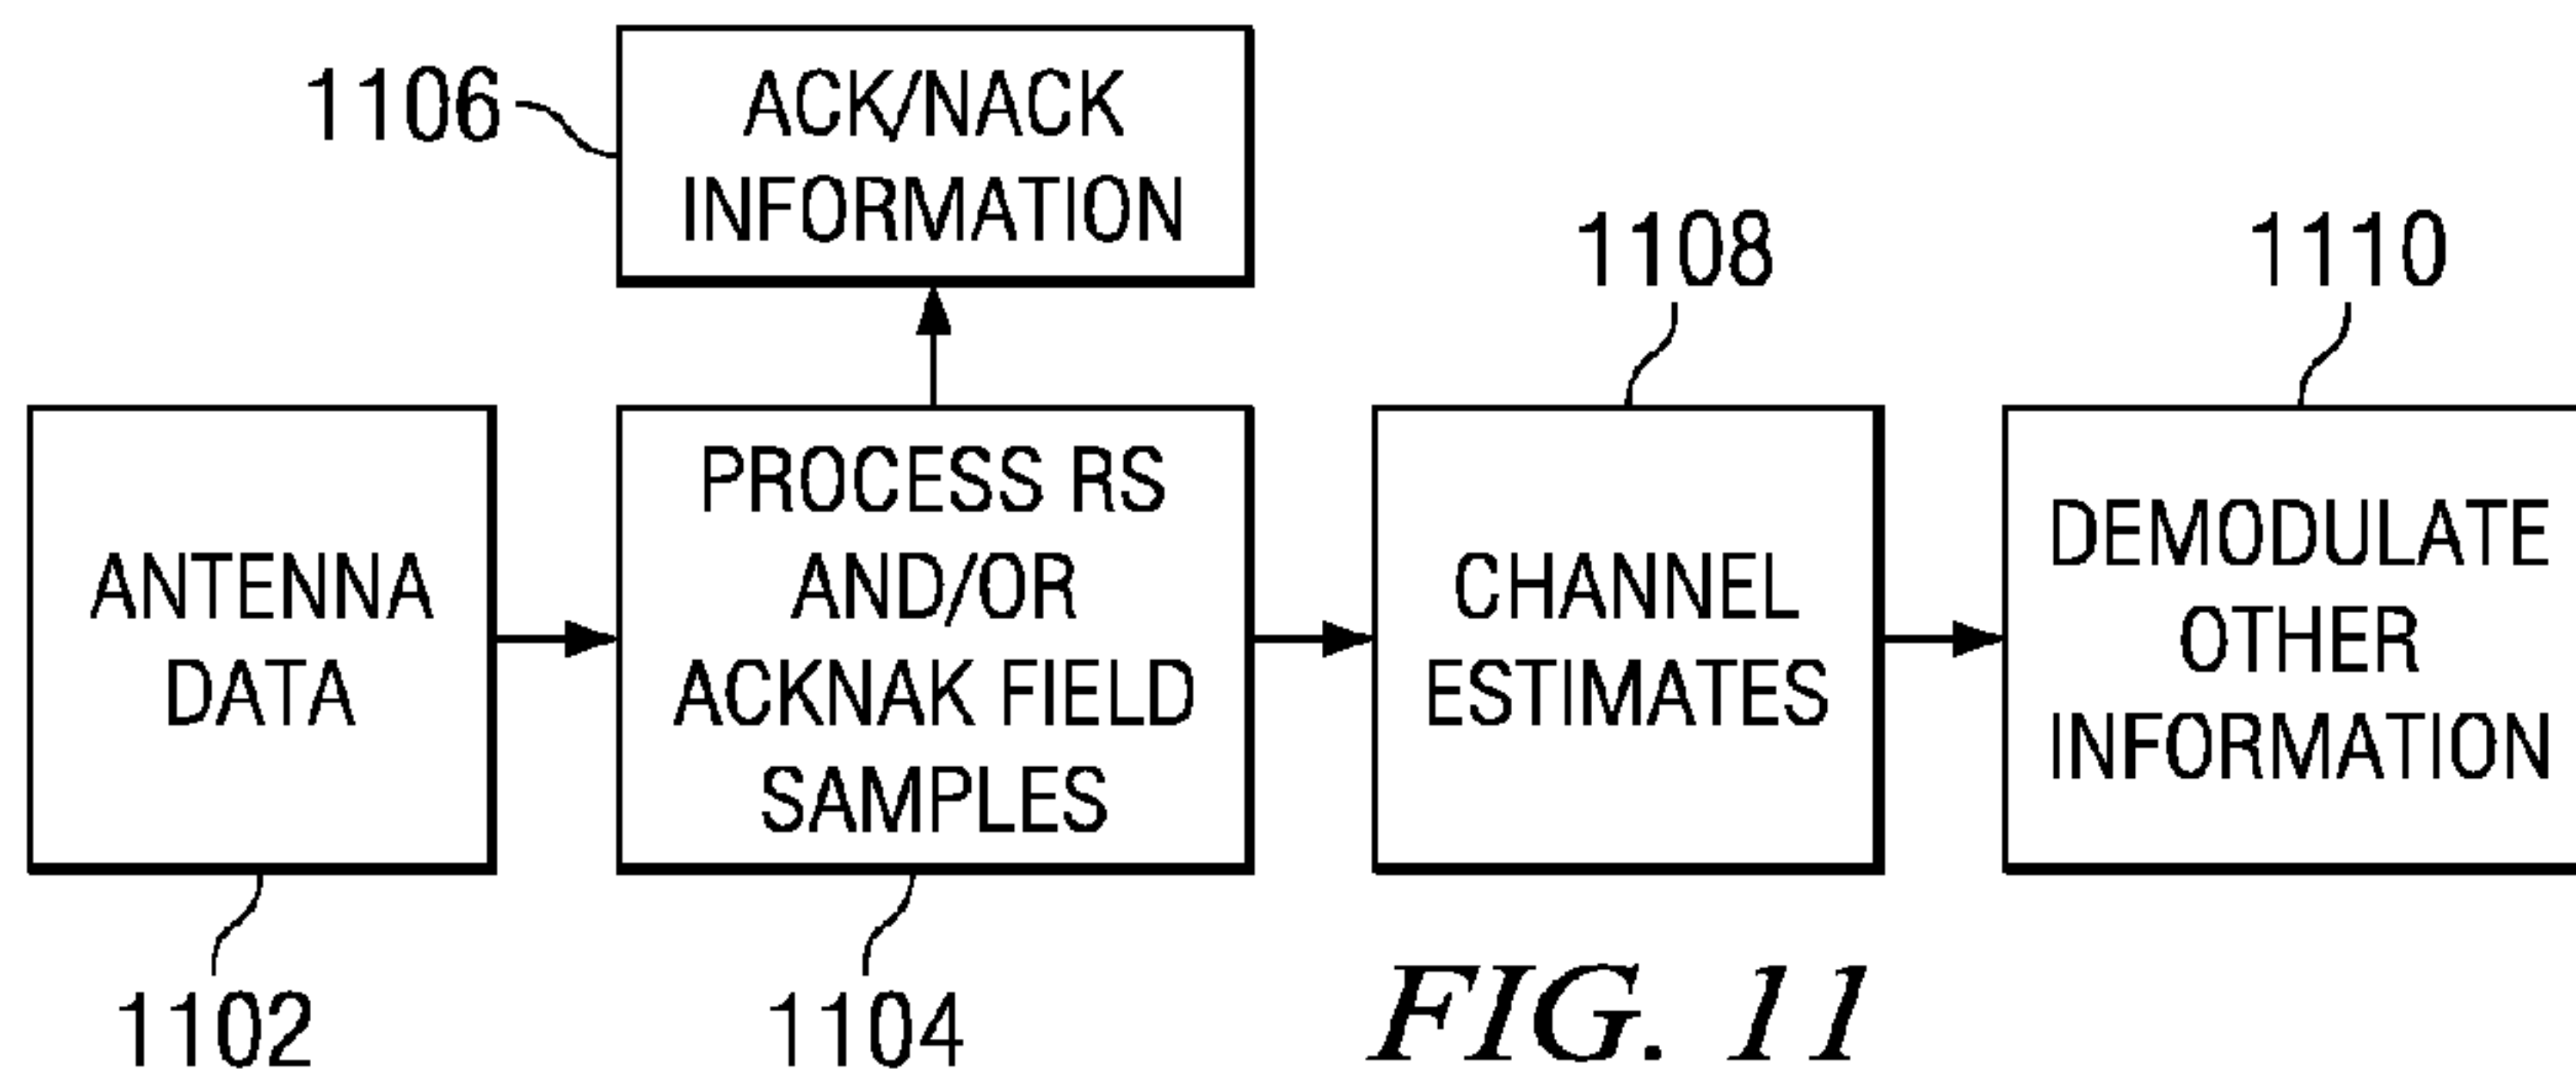 1106
ACK/NACK
INFORMATION
1108
1110
ANTENNA
DATA
PROCESS RS
AND/OR
ACKNAK FIELD
SAMPLES
CHANNEL
ESTIMATES
DEMODULATE
OTHER
INFORMATION
1102
1104
FIG. 11